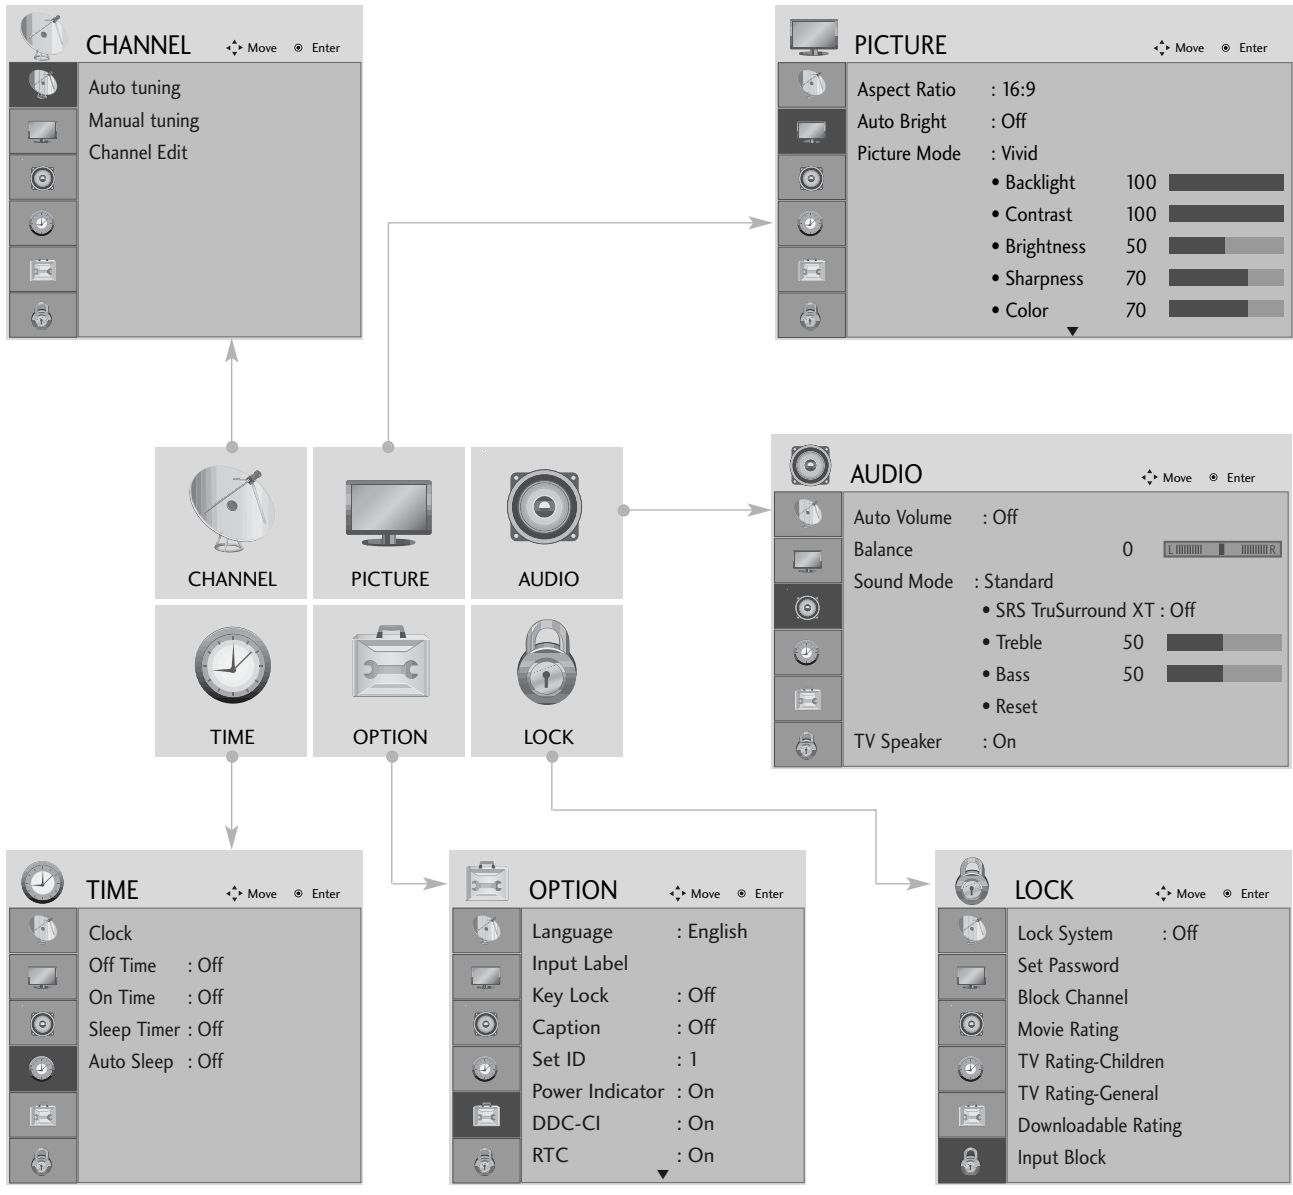 CHANNEL Move Enter
Auto tuning
Manual tuning
Channel Edit
PICTURE Move Enter
Aspect Ratio : 16:9
Auto Bright : Off
Picture Mode : Vivid
• Backlight 100
• Contrast 100
• Brightness 50
• Sharpness 70
• Color 70
CHANNEL PICTURE AUDIO
TIME OPTION LOCK
AUDIO Move Enter
Auto Volume : Off
Balance 0 L R
Sound Mode : Standard
• SRS TruSurround XT : Off
• Treble 50
• Bass 50
• Reset
TV Speaker : On
TIME Move Enter
Clock
Off Time : Off
On Time : Off
Sleep Timer : Off
Auto Sleep : Off
OPTION Move Enter
Language : English
Input Label
Key Lock : Off
Caption : Off
Set ID : 1
Power Indicator : On
DDC-CI : On
RTC : On
LOCK Move Enter
Lock System : Off
Set Password
Block Channel
Movie Rating
TV Rating-Children
TV Rating-General
Downloadable Rating
Input Block